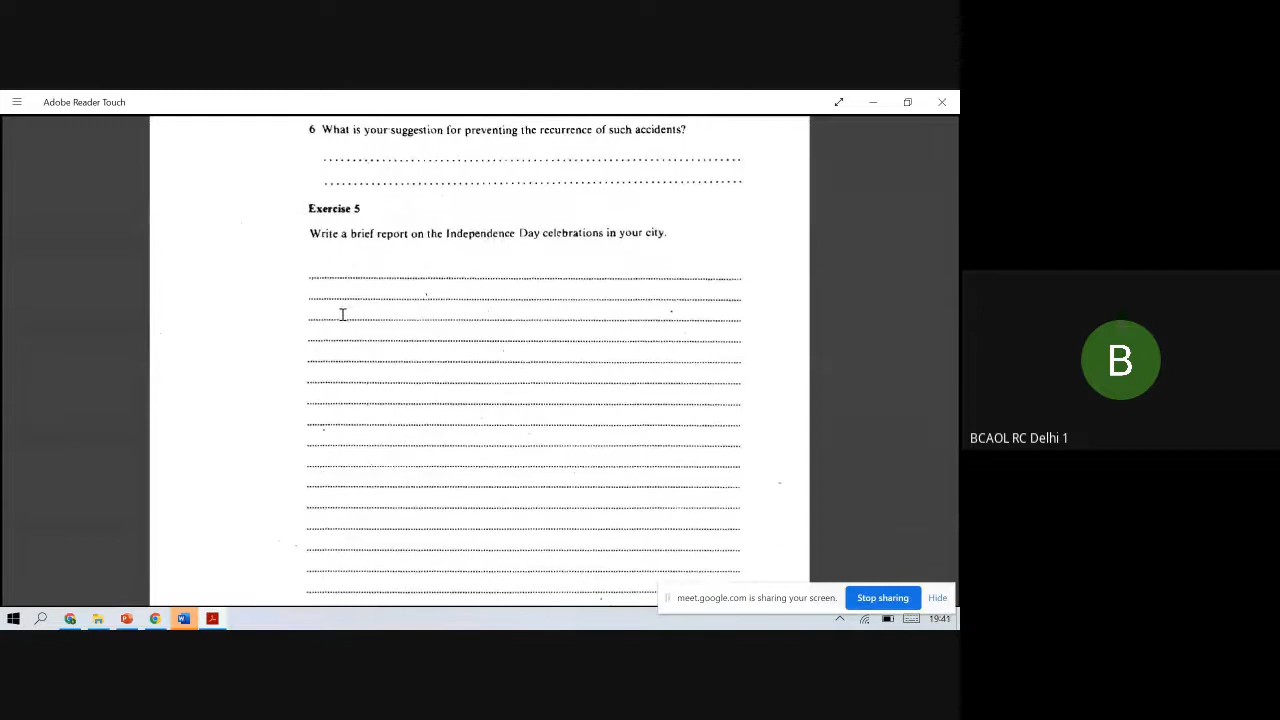 Adobe Reader Touch
6 What is your suggestion for preventing the recurrence of such accidents?
Exercise 5
Write a brief report on the Independence Day celebrations in your city.
B
BCAOL RC Delhi 1
meet.google.com is sharing your screen.
Stop sharing
Hide
19:41